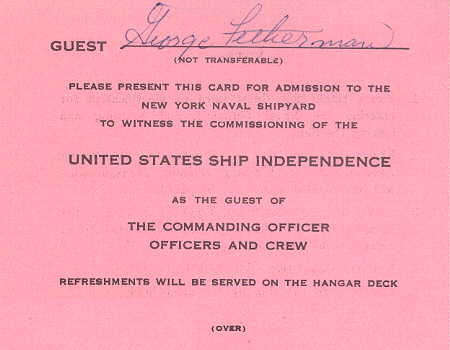 GUEST George Fetherman
(NOT TRANSFERABLE)
PLEASE PRESENT THIS CARD FOR ADMISSION TO THE
NEW YORK NAVAL SHIPYARD
TO WITNESS THE COMMISSIONING OF THE
UNITED STATES SHIP INDEPENDENCE
AS THE GUEST OF
THE COMMANDING OFFICER
OFFICERS AND CREW
REFRESHMENTS WILL BE SERVED ON THE HANGAR DECK
(OVER)